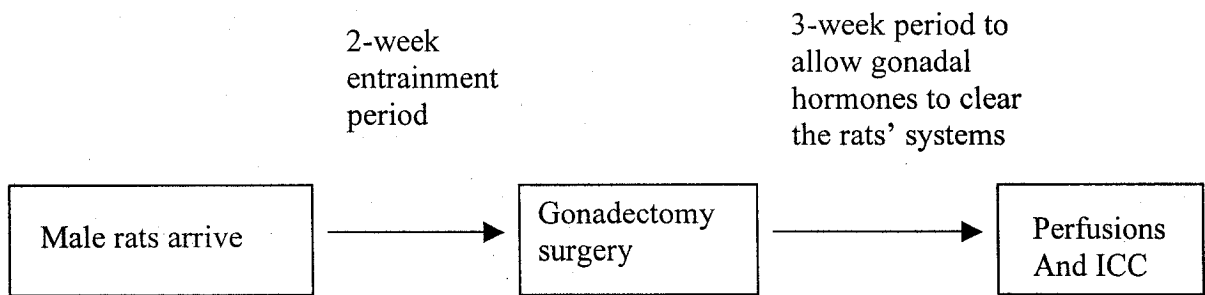 2-week
entrainment
period
3-week period to
allow gonadal
hormones to clear
the rats' systems
Male rats arrive
Gonadectomy
surgery
Perfusions
And ICC